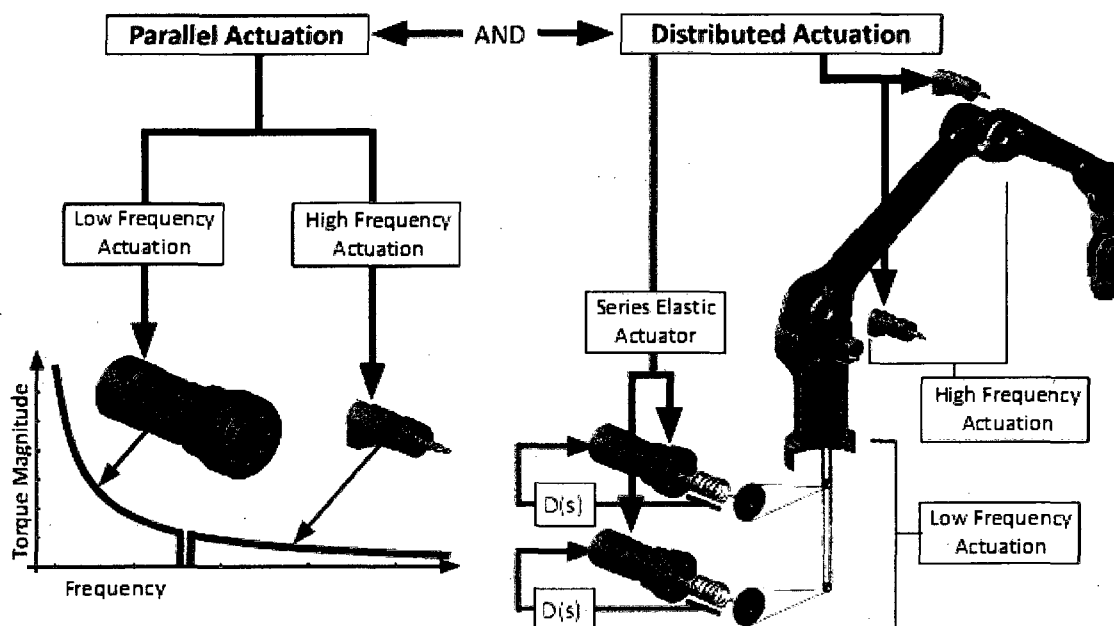 Parallel Actuation
AND
Distributed Actuation
Low Frequency
Actuation
High Frequency
Actuation
Series Elastic
Actuator
Torque Magnitude
Frequency
D(s)
D(s)
High Frequency
Actuation
Low Frequency
Actuation